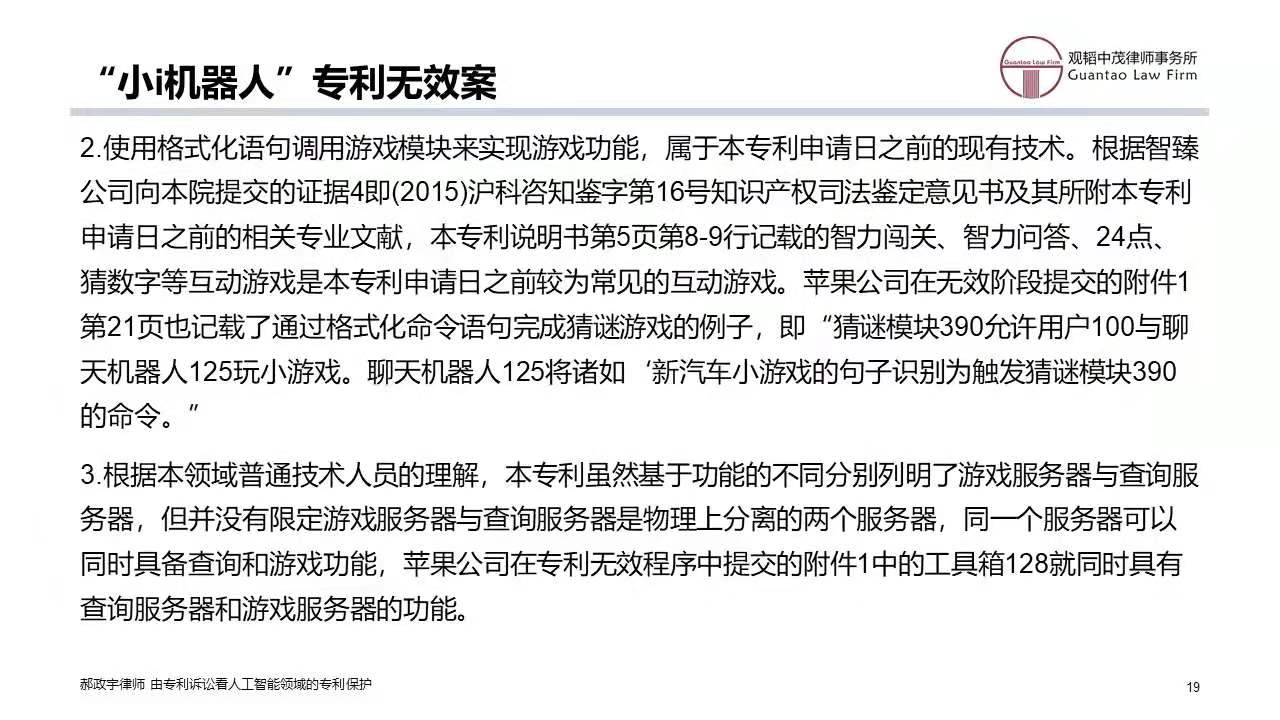 “小i机器人”专利无效案
Guantao Law Firm
观韬中茂律师事务所
Guantao Law Firm
2.使用格式化语句调用游戏模块来实现游戏功能，属于本专利申请日之前的现有技术。根据智臻
公司向本院提交的证据4即(2015)沪科咨知鉴字第16号知识产权司法鉴定意见书及其所附本专利
申请日之前的相关专业文献，本专利说明书第5页第8-9行记载的智力闯关、智力问答、24点、
猜数字等互动游戏是本专利申请日之前较为常见的互动游戏。苹果公司在无效阶段提交的附件1
第21页也记载了通过格式化命令语句完成猜谜游戏的例子，即“猜谜模块390允许用户100与聊
天机器人125玩小游戏。聊天机器人125将诸如‘新汽车小游戏的句子识别为触发猜谜模块390
的命令。”
3.根据本领域普通技术人员的理解，本专利虽然基于功能的不同分别列明了游戏服务器与查询服
务器，但并没有限定游戏服务器与查询服务器是物理上分离的两个服务器，同一个服务器可以
同时具备查询和游戏功能，苹果公司在专利无效程序中提交的附件1中的工具箱128就同时具有
查询服务器和游戏服务器的功能。
郝政宇律师 由专利诉讼看人工智能领域的专利保护
19